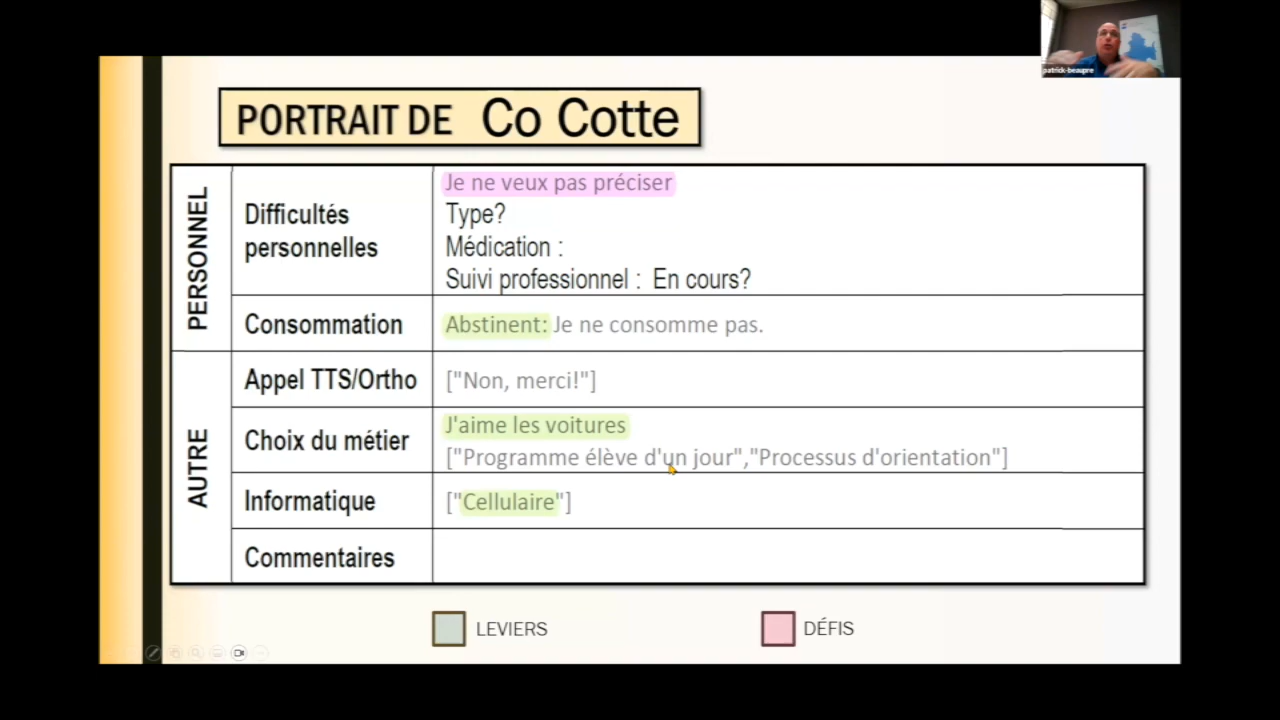 patrick-beaupre
PORTRAIT DE Co Cotte
PERSONNEL
Difficultés personnelles
Je ne veux pas préciser
Type?
Médication :
Suivi professionnel : En cours?
Consommation
Abstinent: Je ne consomme pas.
AUTRE
Appel TTS/Ortho
["Non, merci!"]
Choix du métier
J'aime les voitures
["Programme élève d'un jour","Processus d'orientation"]
Informatique
["Cellulaire"]
Commentaires
LEVIERS
DÉFIS